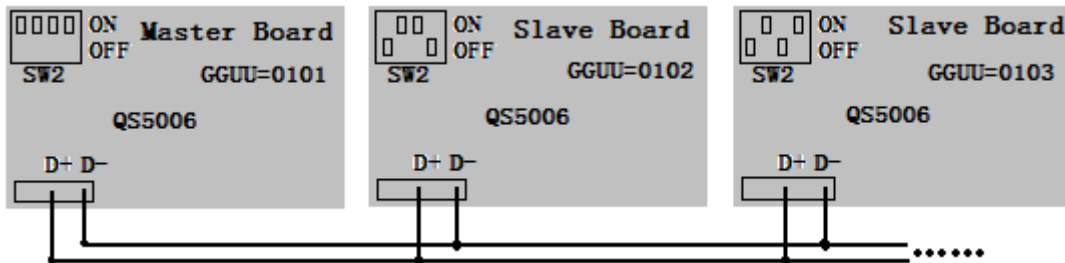 ON
OFF
SW2
Master Board
GGUU=0101
QS5006
D+ D-
ON
OFF
SW2
Slave Board
GGUU=0102
QS5006
D+ D-
ON
OFF
SW2
Slave Board
GGUU=0103
QS5006
D+ D-